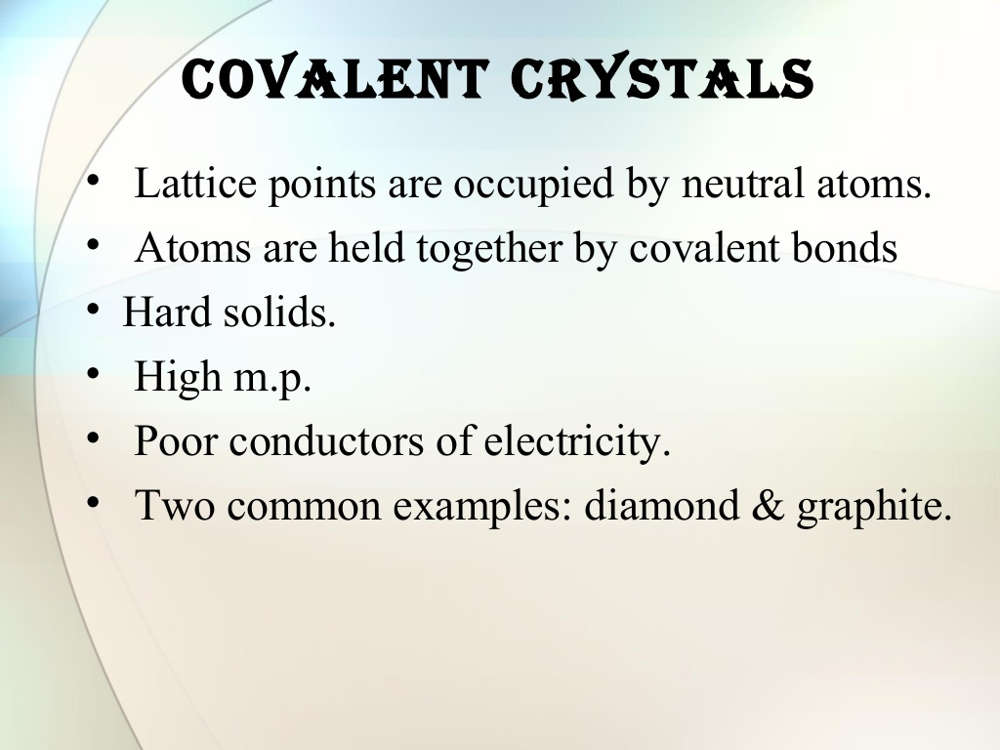 COVALENT CRYSTALS
• Lattice points are occupied by neutral atoms.
• Atoms are held together by covalent bonds
• Hard solids.
• High m.p.
• Poor conductors of electricity.
• Two common examples: diamond & graphite.